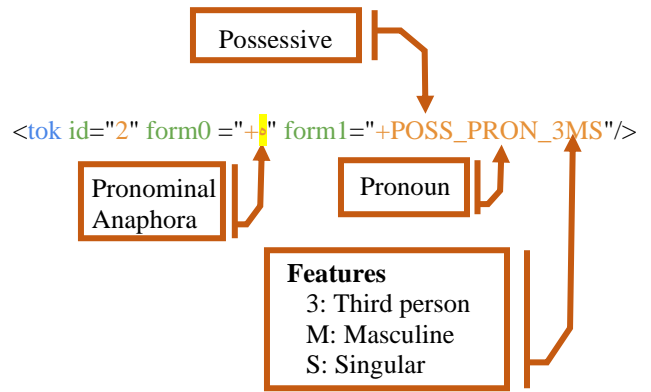 Possessive
<tok id="2" form0 ="+ه" form1="+POSS_PRON_3MS"/>
Pronominal
Anaphora
Pronoun
Features
3: Third person
M: Masculine
S: Singular